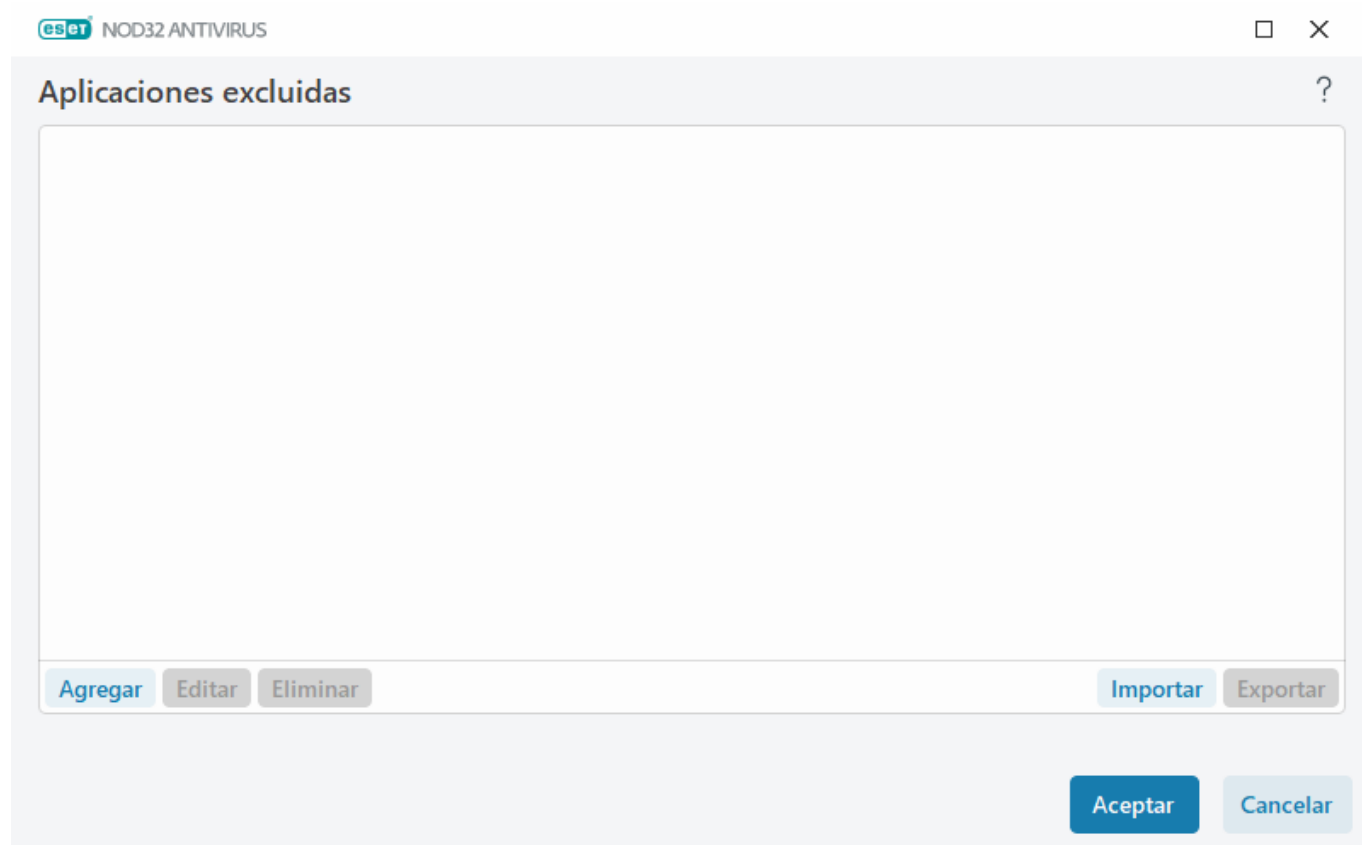 eset NOD32 ANTIVIRUS
Aplicaciones excluidas ?
Agregar Editar Eliminar Importar Exportar
Aceptar Cancelar